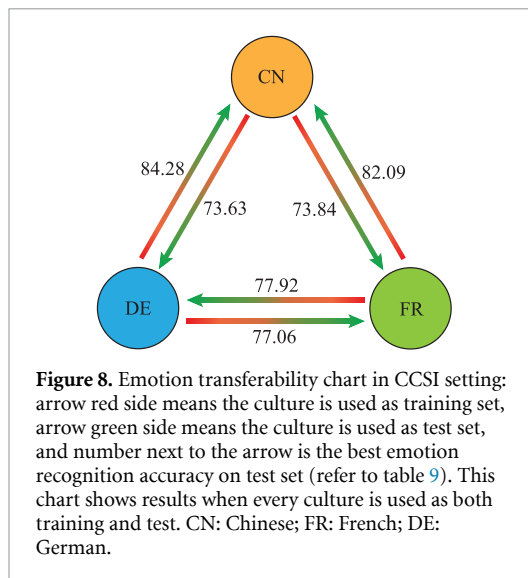 CN
84.28
82.09
73.63
73.84
77.92
DE
FR
77.06
Figure 8. Emotion transferability chart in CCSI setting:
arrow red side means the culture is used as training set,
arrow green side means the culture is used as test set,
and number next to the arrow is the best emotion
recognition accuracy on test set (refer to table 9). This
chart shows results when every culture is used as both
training and test. CN: Chinese; FR: French; DE:
German.